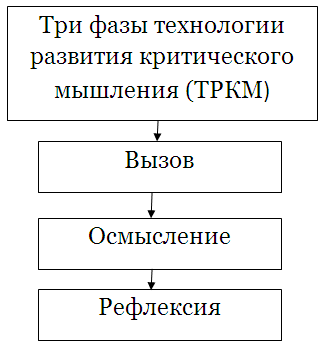 Три фазы технологии
развития критического
мышления (ТРКМ)
Вызов
Осмысление
Рефлексия